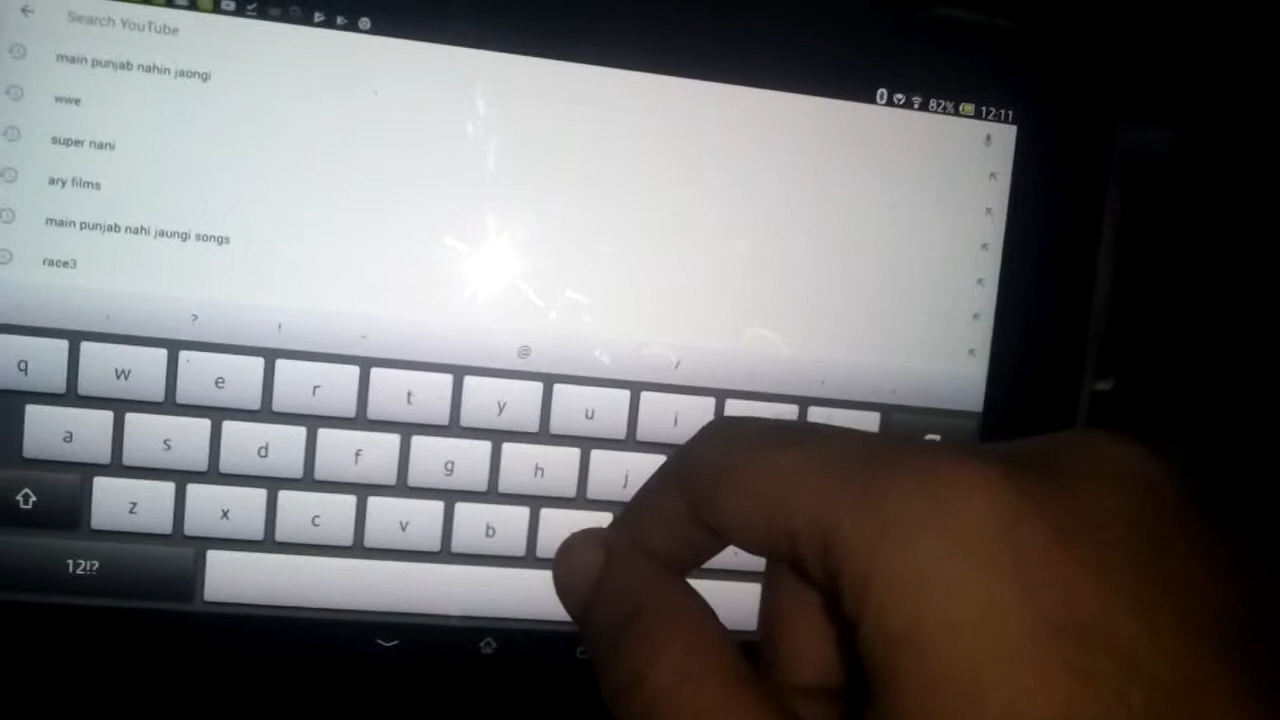 Search YouTube
82% 12:11
main punjab nahin jaongi
wwe
super nani
ary films
main punjab nahi jaungi songs
race3
? ! _ @ /
q w e r t y u i
a s d f g h j
z x c v b
12!?